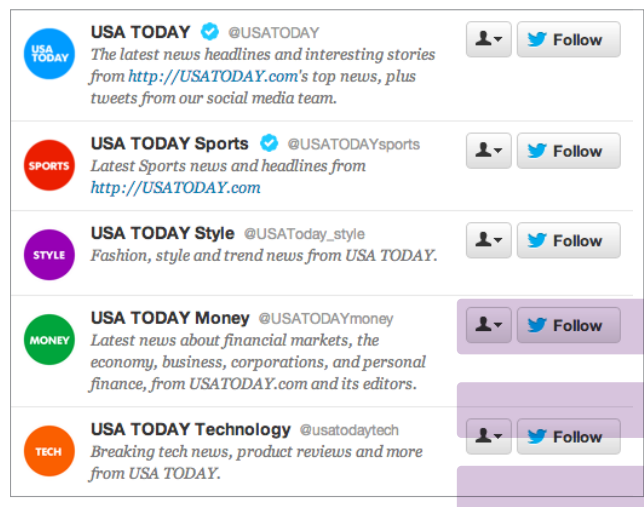 USA TODAY
USA TODAY @USATODAY
The latest news headlines and interesting stories
from http://USATODAY.com's top news, plus
tweets from our social media team.
Follow
SPORTS
USA TODAY Sports @USATODAYsports
Latest Sports news and headlines from
http://USATODAY.com
Follow
STYLE
USA TODAY Style @USAToday_style
Fashion, style and trend news from USA TODAY.
Follow
MONEY
USA TODAY Money @USATODAYmoney
Latest news about financial markets, the
economy, business, corporations, and personal
finance, from USATODAY.com and its editors.
Follow
TECH
USA TODAY Technology @usatodaytech
Breaking tech news, product reviews and more
from USA TODAY.
Follow